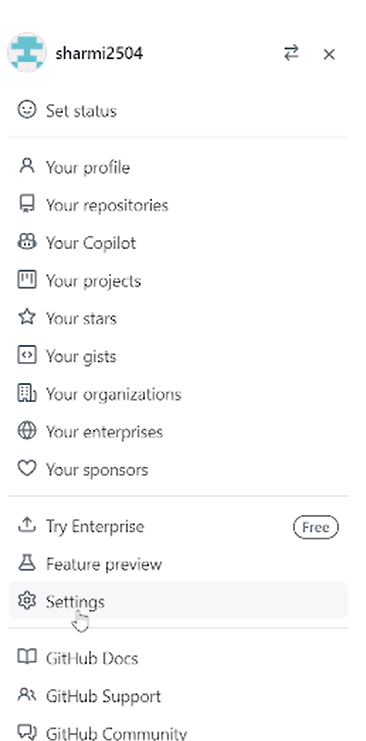 sharmi2504
Set status
Your profile
Your repositories
Your Copilot
Your projects
Your stars
Your gists
Your organizations
Your enterprises
Your sponsors
Try Enterprise Free
Feature preview
Settings
GitHub Docs
GitHub Support
GitHub Community